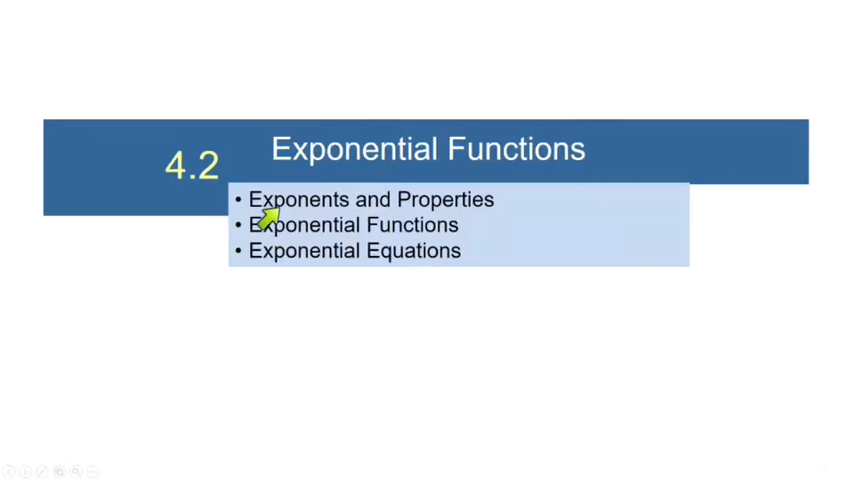 4.2
Exponential Functions
• Exponents and Properties
• Exponential Functions
• Exponential Equations